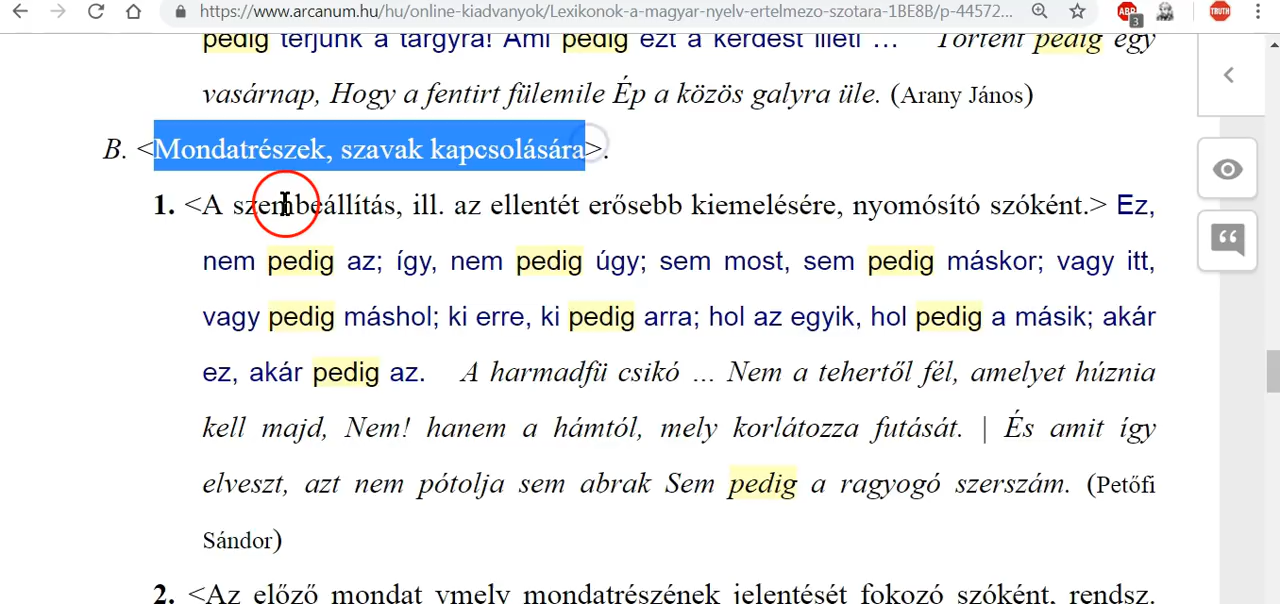 https://www.arcanum.hu/hu/online-kiadvanyok/Lexikonok-a-magyar-nyelv-ertelmezo-szotara-1BE8B/p-44572...
ABP
3
TRUTH
pedig térjünk a tárgyra! Ami pedig ezt a kérdést illeti ... Történt pedig egy
vasárnap, Hogy a fentirt fülemile Ép a közös galyra üle. (Arany János)
B. <Mondatrészek, szavak kapcsolására>.
1. <A szembeállítás, ill. az ellentét erősebb kiemelésére, nyomósító szóként.> Ez,
nem pedig az; így, nem pedig úgy; sem most, sem pedig máskor; vagy itt,
vagy pedig máshol; ki erre, ki pedig arra; hol az egyik, hol pedig a másik; akár
ez, akár pedig az. A harmadfü csikó ... Nem a tehertől fél, amelyet húznia
kell majd, Nem! hanem a hámtól, mely korlátozza futását. | És amit így
elveszt, azt nem pótolja sem abrak Sem pedig a ragyogó szerszám. (Petőfi
Sándor)
2. <Az előző mondat vmely mondatrészének jelentését fokozó szóként, rendsz.